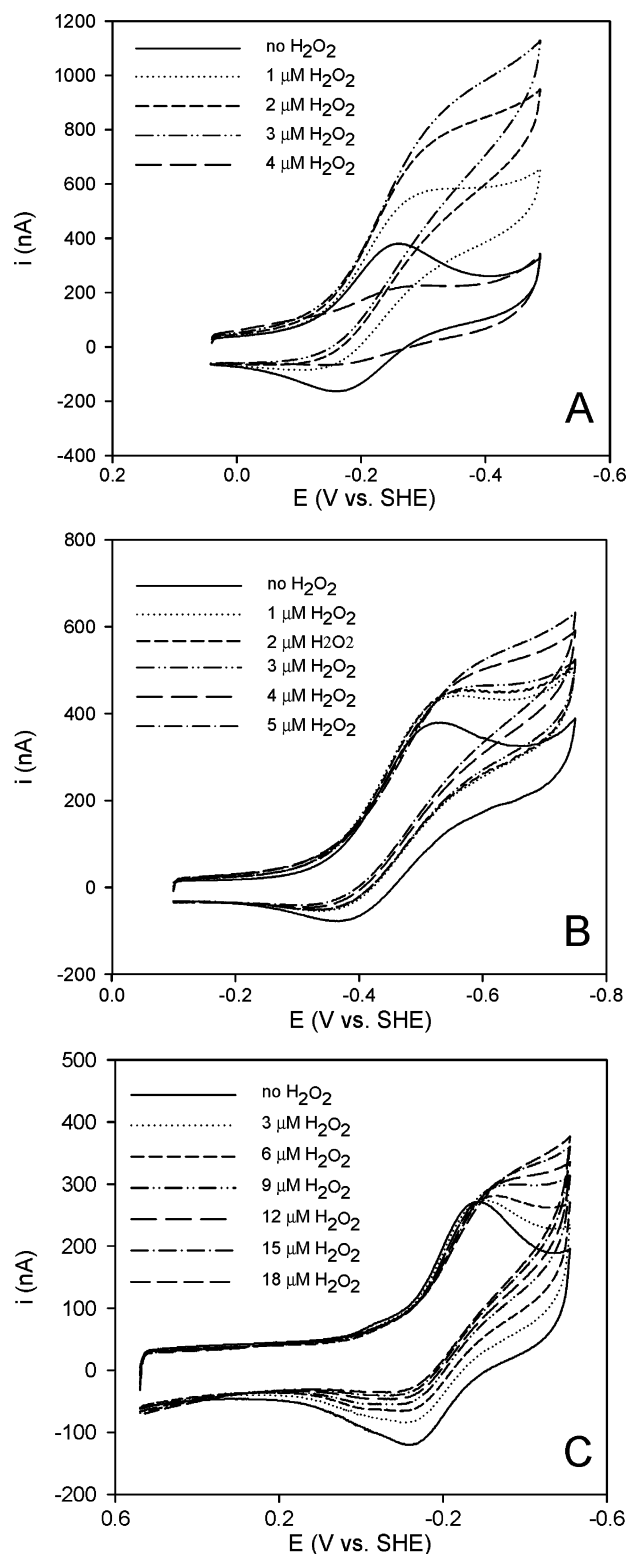 1200
1000
800
600
400
200
0
-200
-400
i (nA)
no H2O2
1 μM H2O2
2 μM H2O2
3 μM H2O2
4 μM H2O2
A
0.2 0.0 -0.2 -0.4 -0.6
E (V vs. SHE)
800
600
400
200
0
-200
i (nA)
no H2O2
1 μM H2O2
2 μM H2O2
3 μM H2O2
4 μM H2O2
5 μM H2O2
B
0.0 -0.2 -0.4 -0.6 -0.8
E (V vs. SHE)
500
400
300
200
100
0
-100
-200
i (nA)
no H2O2
3 μM H2O2
6 μM H2O2
9 μM H2O2
12 μM H2O2
15 μM H2O2
18 μM H2O2
C
0.6 0.2 -0.2 -0.6
E (V vs. SHE)